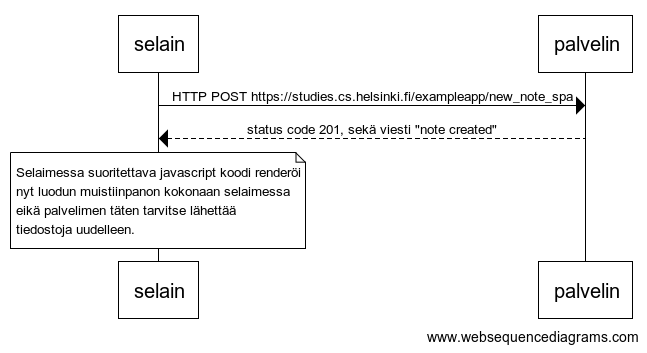 selain
palvelin
HTTP POST https://studies.cs.helsinki.fi/exampleapp/new_note_spa
status code 201, sekä viesti "note created"
Selaimessa suoritettava javascript koodi renderöi
nyt luodun muistiinpanon kokonaan selaimessa
eikä palvelimen täten tarvitse lähettää
tiedostoja uudelleen.
selain
palvelin
www.websequencediagrams.com